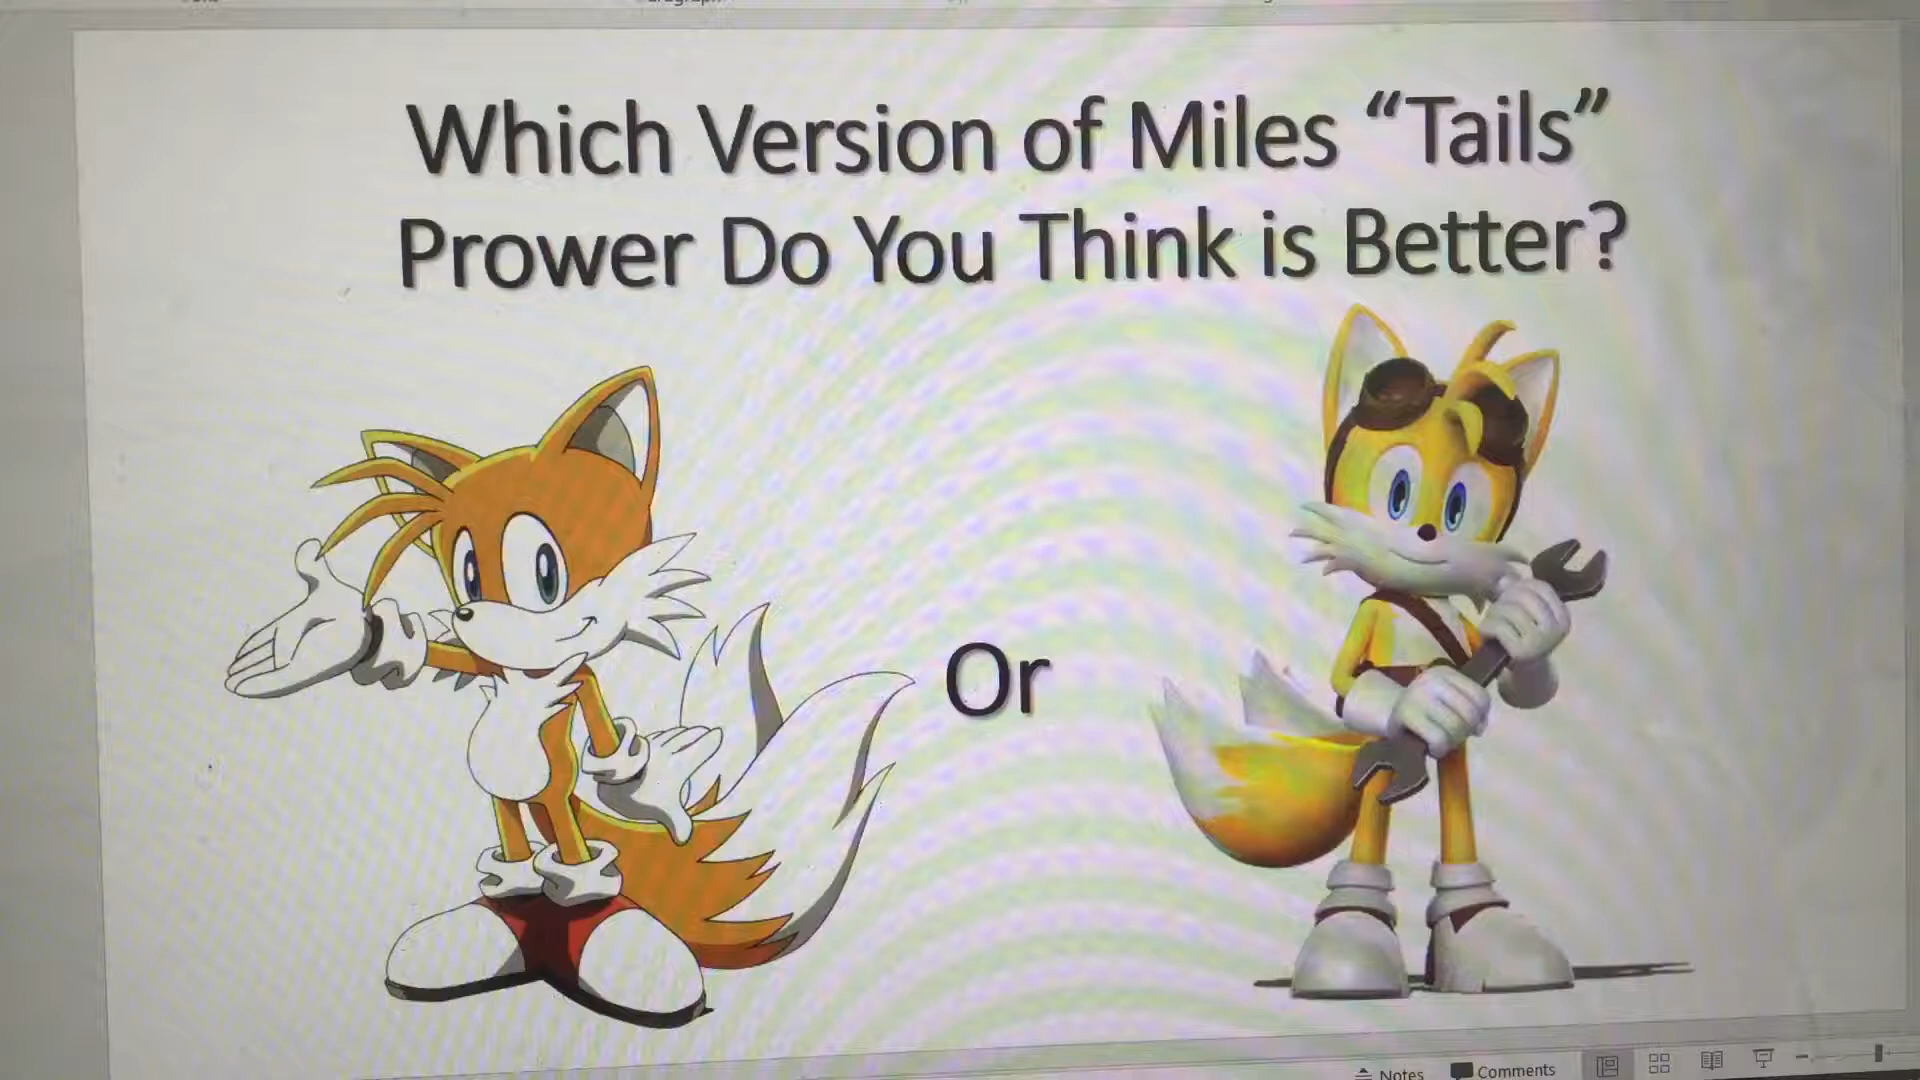 Which Version of Miles “Tails”
Prower Do You Think is Better?
Or
Notes
Comments